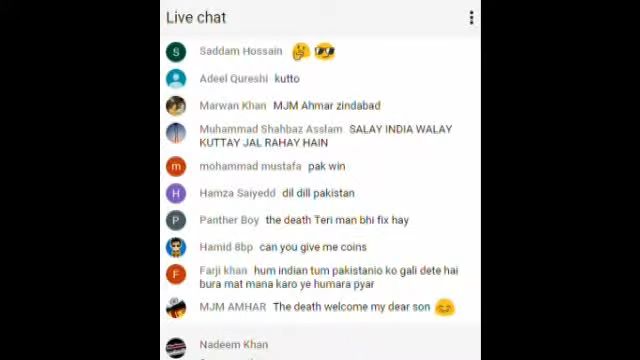 Live chat
Saddam Hossain 🤔 😎
Adeel Qureshi kutto
Marwan Khan MJM Ahmar zindabad
Muhammad Shahbaz Asslam SALAY INDIA WALAY
KUTTAY JAL RAHAY HAIN
mohammad mustafa pak win
Hamza Saiyedd dil dill pakistan
Panther Boy the death Teri man bhi fix hay
Hamid 8bp can you give me coins
Farji khan hum indian tum pakistanio ko gali dete hai
bura mat mana karo ye humara pyar
MJM AMHAR The death welcome my dear son 😊
Nadeem Khan